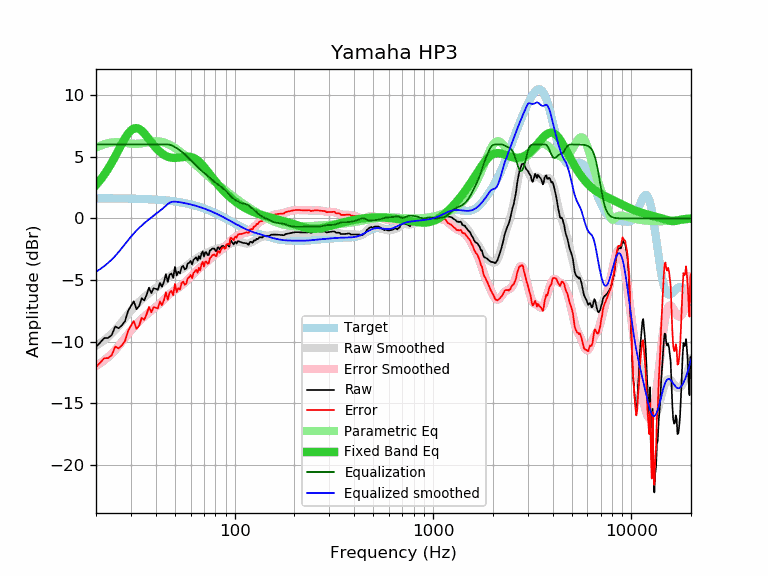 Yamaha HP3
10
5
0
−5
−10
−15
−20
Amplitude (dBr)
Target
Raw Smoothed
Error Smoothed
Raw
Error
Parametric Eq
Fixed Band Eq
Equalization
Equalized smoothed
100
1000
10000
Frequency (Hz)